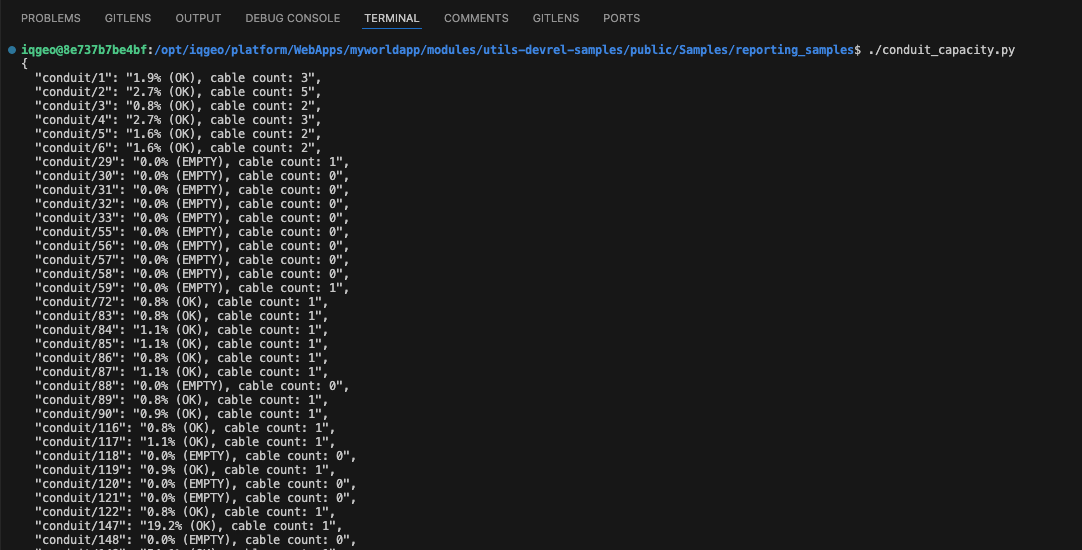 PROBLEMS GITLENS OUTPUT DEBUG CONSOLE TERMINAL COMMENTS GITLENS PORTS
iqgeo@8e737b7be4bf:/opt/iqgeo/platform/WebApps/myworldapp/modules/utils-devrel-samples/public/Samples/reporting_samples$ ./conduit_capacity.py
{
"conduit/1": "1.9% (OK), cable count: 3",
"conduit/2": "2.7% (OK), cable count: 5",
"conduit/3": "0.8% (OK), cable count: 2",
"conduit/4": "2.7% (OK), cable count: 3",
"conduit/5": "1.6% (OK), cable count: 2",
"conduit/6": "1.6% (OK), cable count: 2",
"conduit/29": "0.0% (EMPTY), cable count: 1",
"conduit/30": "0.0% (EMPTY), cable count: 0",
"conduit/31": "0.0% (EMPTY), cable count: 0",
"conduit/32": "0.0% (EMPTY), cable count: 0",
"conduit/33": "0.0% (EMPTY), cable count: 0",
"conduit/55": "0.0% (EMPTY), cable count: 0",
"conduit/56": "0.0% (EMPTY), cable count: 0",
"conduit/57": "0.0% (EMPTY), cable count: 0",
"conduit/58": "0.0% (EMPTY), cable count: 0",
"conduit/59": "0.0% (EMPTY), cable count: 1",
"conduit/72": "0.8% (OK), cable count: 1",
"conduit/83": "0.8% (OK), cable count: 1",
"conduit/84": "1.1% (OK), cable count: 1",
"conduit/85": "1.1% (OK), cable count: 1",
"conduit/86": "0.8% (OK), cable count: 1",
"conduit/87": "1.1% (OK), cable count: 1",
"conduit/88": "0.0% (EMPTY), cable count: 0",
"conduit/89": "0.8% (OK), cable count: 1",
"conduit/90": "0.9% (OK), cable count: 1",
"conduit/116": "0.8% (OK), cable count: 1",
"conduit/117": "1.1% (OK), cable count: 1",
"conduit/118": "0.0% (EMPTY), cable count: 0",
"conduit/119": "0.9% (OK), cable count: 1",
"conduit/120": "0.0% (EMPTY), cable count: 0",
"conduit/121": "0.0% (EMPTY), cable count: 0",
"conduit/122": "0.8% (OK), cable count: 1",
"conduit/147": "19.2% (OK), cable count: 1",
"conduit/148": "0.0% (EMPTY), cable count: 0",